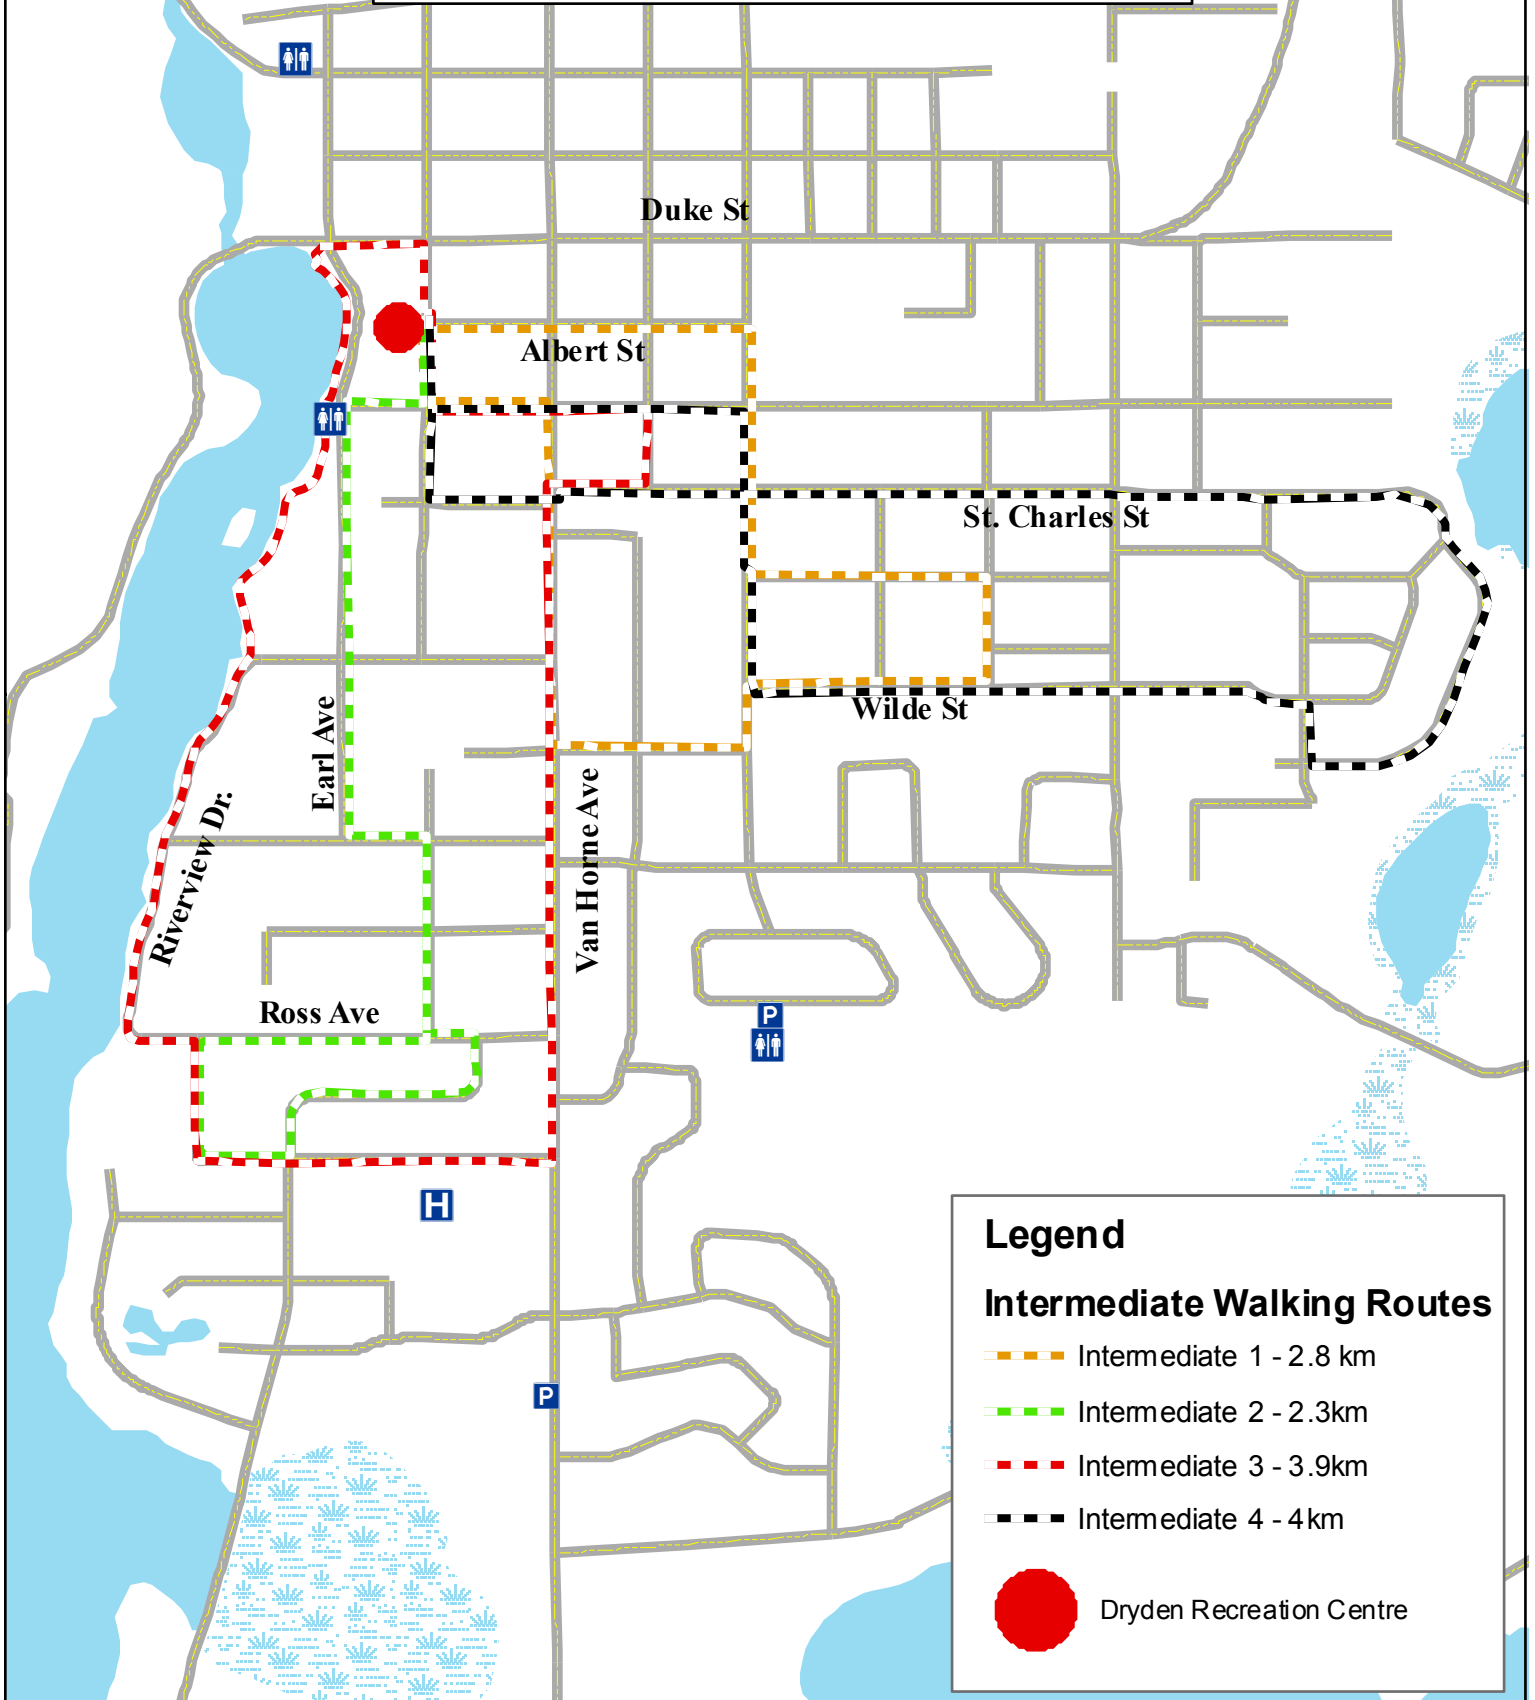 Duke St
Albert St
St. Charles St
Wilde St
Earl Ave
Riverview Dr.
Van Horne Ave
Ross Ave
P
H
P
Legend
Intermediate Walking Routes
Intermediate 1 - 2.8 km
Intermediate 2 - 2.3km
Intermediate 3 - 3.9km
Intermediate 4 - 4km
Dryden Recreation Centre